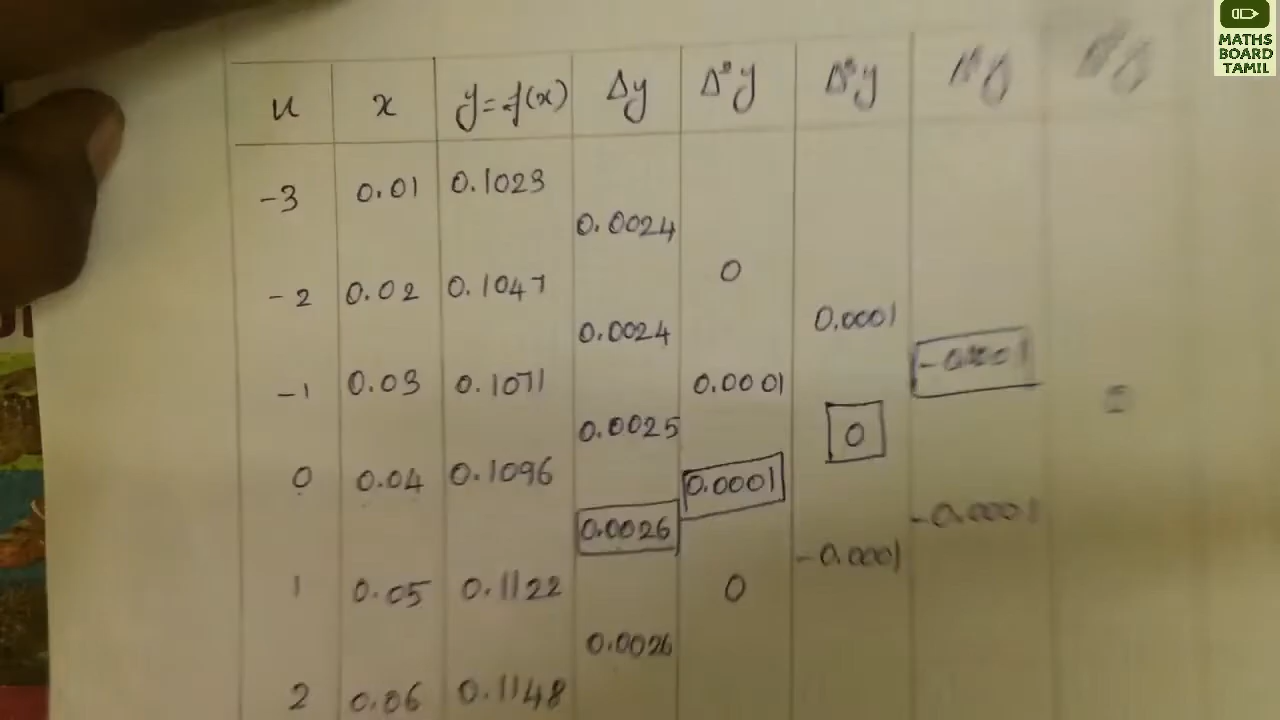 MATHS
BOARD
TAMIL
u x y=f(x) Δy Δ²y Δ³y
-3 0.01 0.1023
0.0024
0
-2 0.02 0.1047
0.0024 0.0001
-1 0.03 0.1071 0.0001
0.0025 0
0 0.04 0.1096 0.0001
0.0026 -0.0001 -0.0001
1 0.05 0.1122 0
0.0026
2 0.06 0.1148